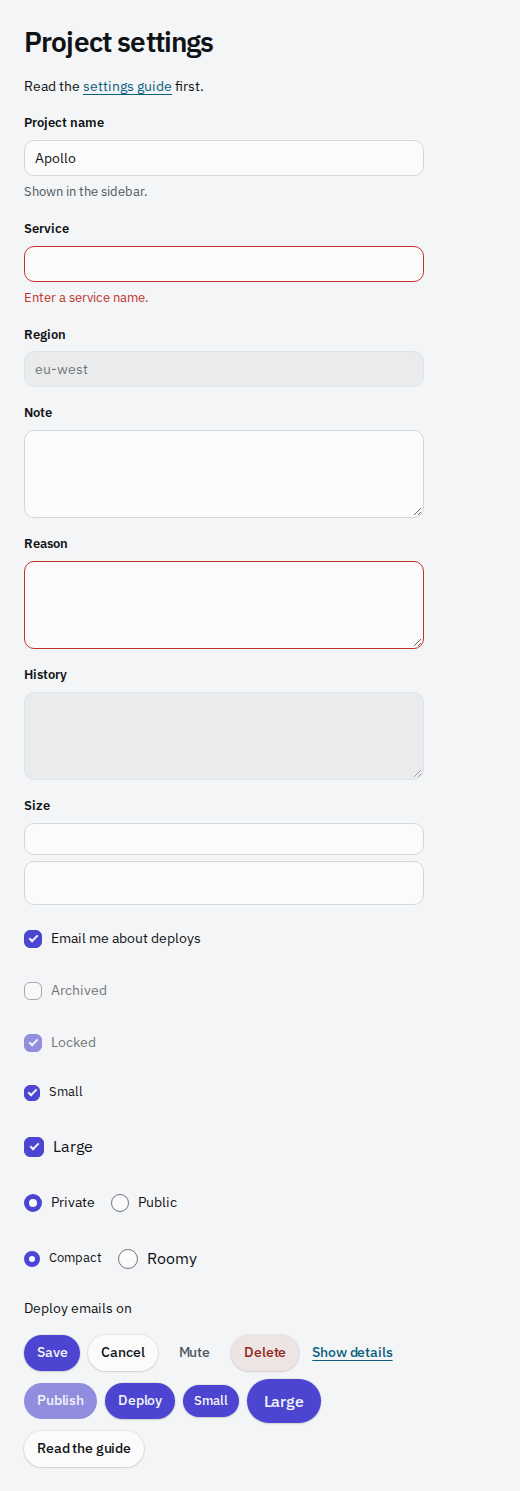 Project settings
Read the settings guide first.
Project name
Apollo
Shown in the sidebar.
Service
Enter a service name.
Region
eu-west
Note
Reason
History
Size
Email me about deploys
Archived
Locked
Small
Large
Private Public
Compact Roomy
Deploy emails on
Save Cancel Mute Delete Show details
Publish Deploy Small Large
Read the guide